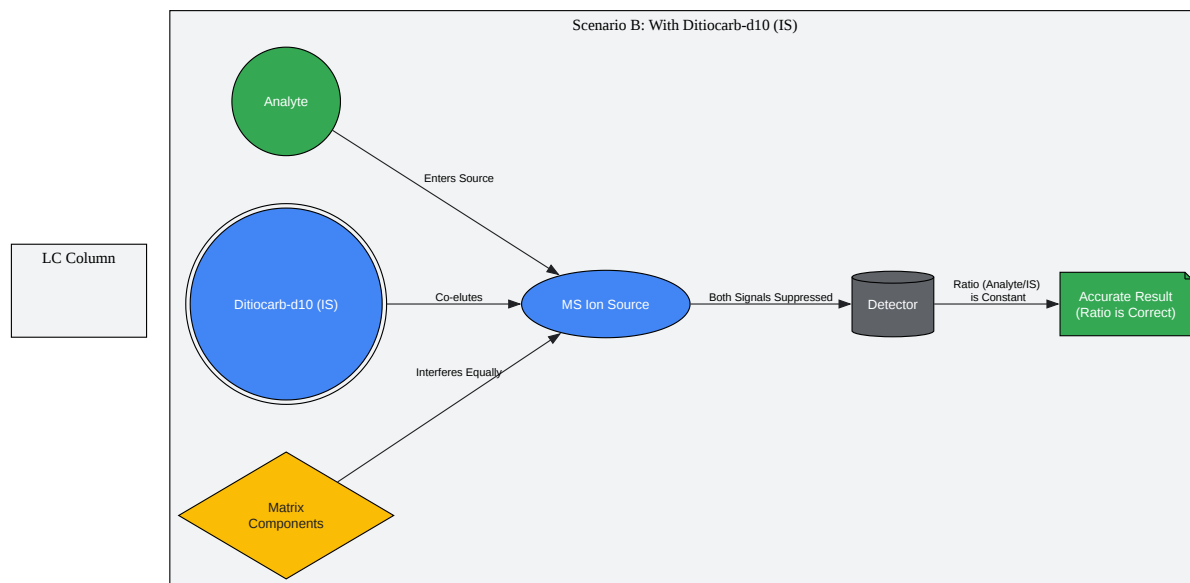 Scenario B: With Ditiocarb-d10 (IS)
Analyte
Enters Source
LC Column
Ditiocarb-d10 (IS)
Co-elutes
MS Ion Source
Both Signals Suppressed
Detector
Ratio (Analyte/IS)
is Constant
Accurate Result
(Ratio is Correct)
Interferes Equally
Matrix
Components